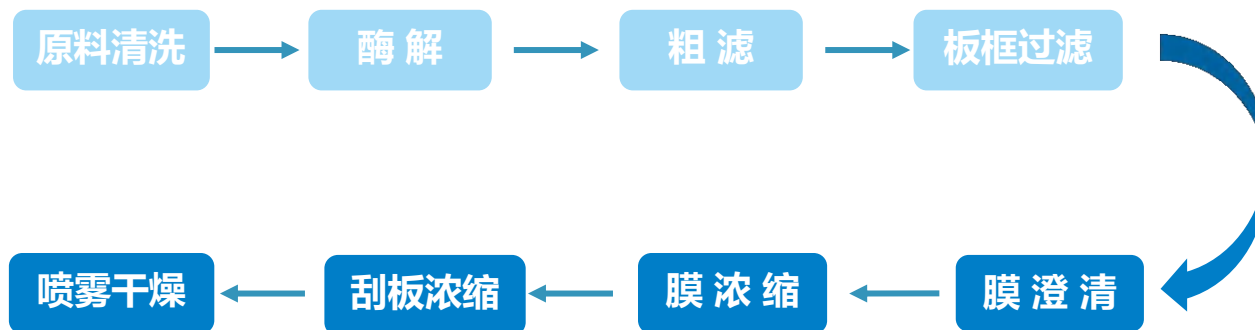 原料清洗
酶 解
粗 滤
板框过滤
膜 澄 清
膜 浓 缩
刮板浓缩
喷雾干燥